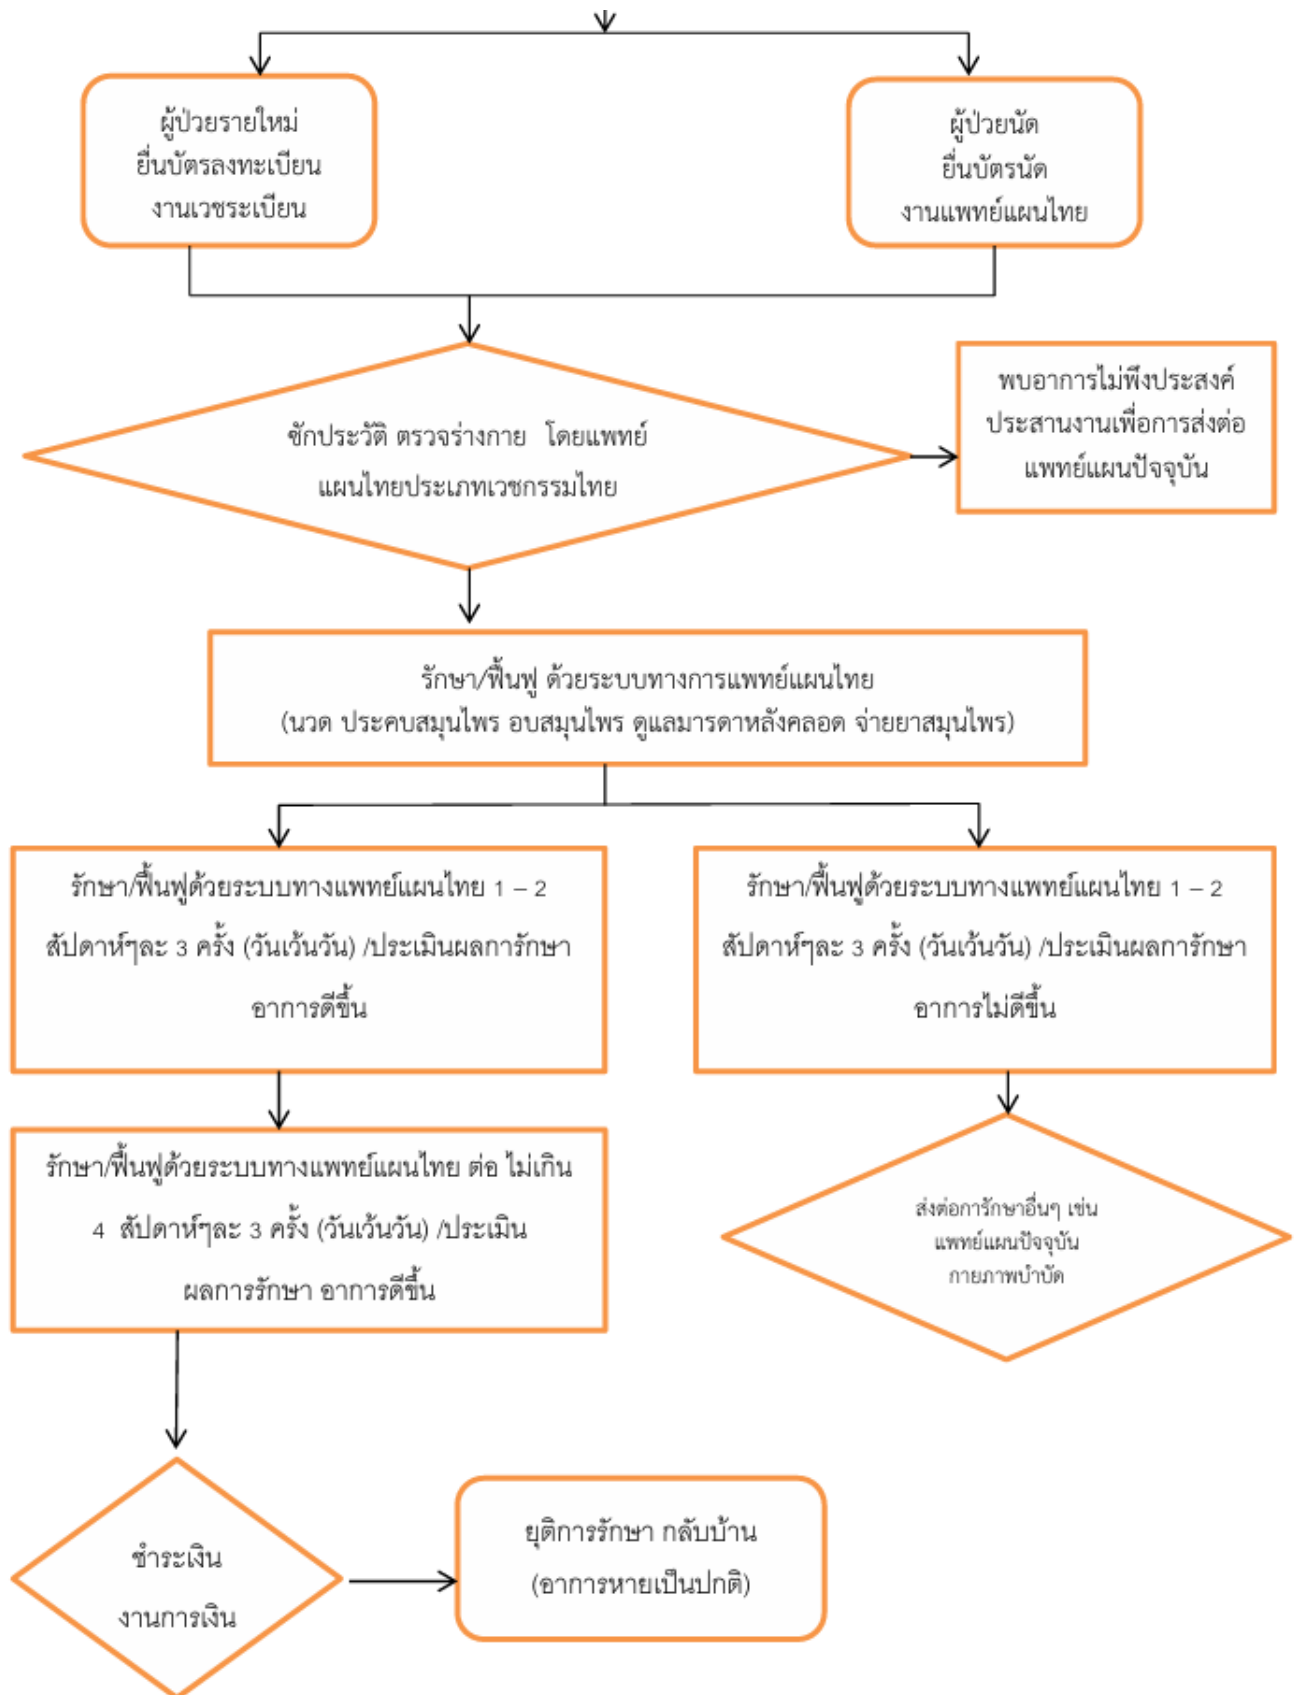 ผู้ป่วยรายใหม่
ยื่นบัตรลงทะเบียน
งานเวชระเบียน
ผู้ป่วยนัด
ยื่นบัตรนัด
งานแพทย์แผนไทย
ซักประวัติ ตรวจร่างกาย โดยแพทย์
แผนไทยประเภทเวชกรรมไทย
พบอาการไม่พึงประสงค์
ประสานงานเพื่อการส่งต่อ
แพทย์แผนปัจจุบัน
รักษา/ฟื้นฟู ด้วยระบบทางการแพทย์แผนไทย
(นวด ประคบสมุนไพร อบสมุนไพร ดูแลมารดาหลังคลอด จ่ายยาสมุนไพร)
รักษา/ฟื้นฟูด้วยระบบทางแพทย์แผนไทย 1 – 2
สัปดาห์ๆละ 3 ครั้ง (วันเว้นวัน) /ประเมินผลการรักษา
อาการดีขึ้น
รักษา/ฟื้นฟูด้วยระบบทางแพทย์แผนไทย 1 – 2
สัปดาห์ๆละ 3 ครั้ง (วันเว้นวัน) /ประเมินผลการรักษา
อาการไม่ดีขึ้น
รักษา/ฟื้นฟูด้วยระบบทางแพทย์แผนไทย ต่อ ไม่เกิน
4 สัปดาห์ๆละ 3 ครั้ง (วันเว้นวัน) /ประเมิน
ผลการรักษา อาการดีขึ้น
ส่งต่อการักษาอื่นๆ เช่น
แพทย์แผนปัจจุบัน
กายภาพบำบัด
ชำระเงิน
งานการเงิน
ยุติการรักษา กลับบ้าน
(อาการหายเป็นปกติ)